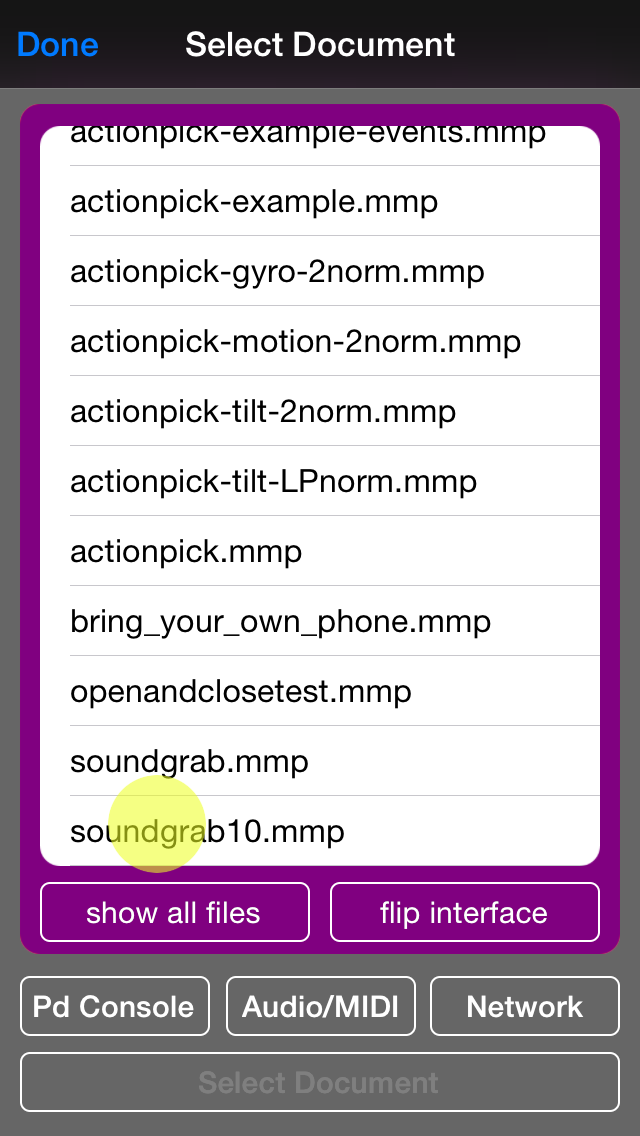 Done Select Document
actionpick-example-events.mmp
actionpick-example.mmp
actionpick-gyro-2norm.mmp
actionpick-motion-2norm.mmp
actionpick-tilt-2norm.mmp
actionpick-tilt-LPnorm.mmp
actionpick.mmp
bring_your_own_phone.mmp
openandclosetest.mmp
soundgrab.mmp
soundgrab10.mmp
show all files flip interface
Pd Console Audio/MIDI Network
Select Document